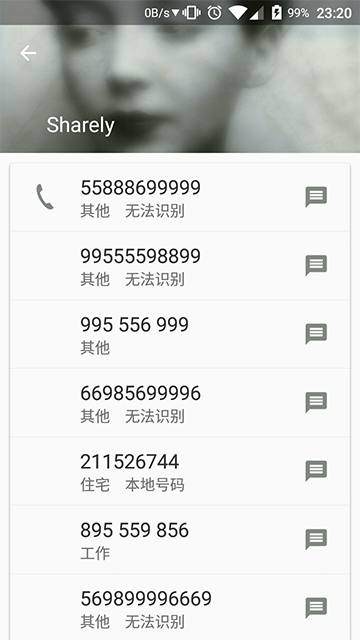 0B/s 99% 23:20
Sharely
55888699999
其他 无法识别
99555598899
其他 无法识别
995 556 999
其他
66985699996
其他 无法识别
211526744
住宅 本地号码
895 559 856
工作
569899996669
其他 无法识别